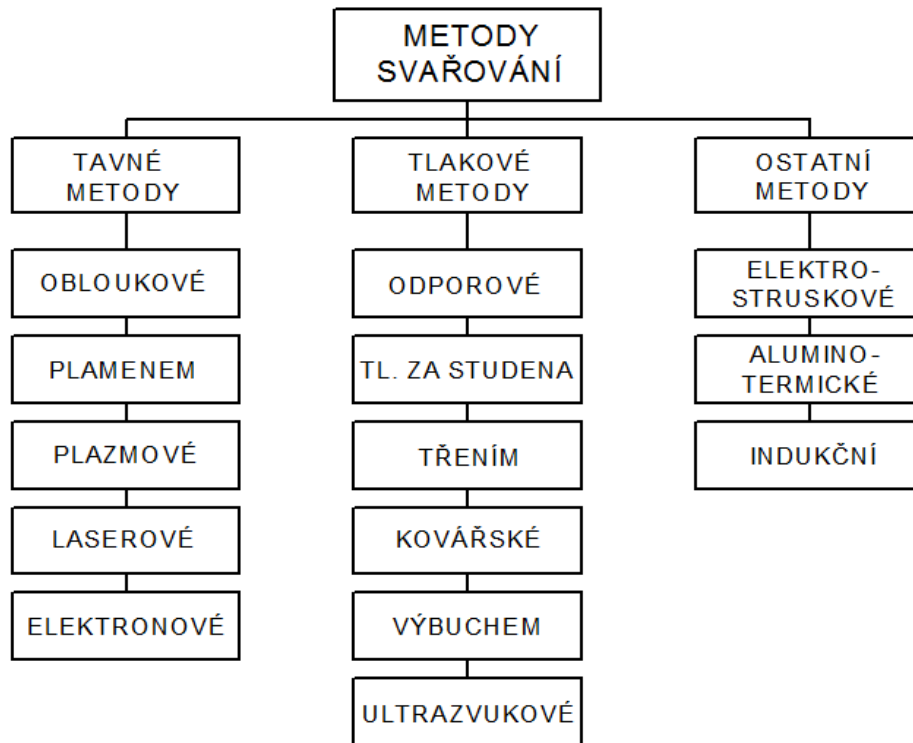 METODY
SVAŘOVÁNÍ
TAVNÉ
METODY
OBLOUKOVÉ
PLAMENEM
PLAZMOVÉ
LASEROVÉ
ELEKTRONOVÉ
TLAKOVÉ
METODY
ODPOROVÉ
TL. ZA STUDENA
TŘENÍM
KOVÁŘSKÉ
VÝBUCHEM
ULTRAZVUKOVÉ
OSTATNÍ
METODY
ELEKTRO-
STRUSKOVÉ
ALUMINO-
TERMICKÉ
INDUKČNÍ